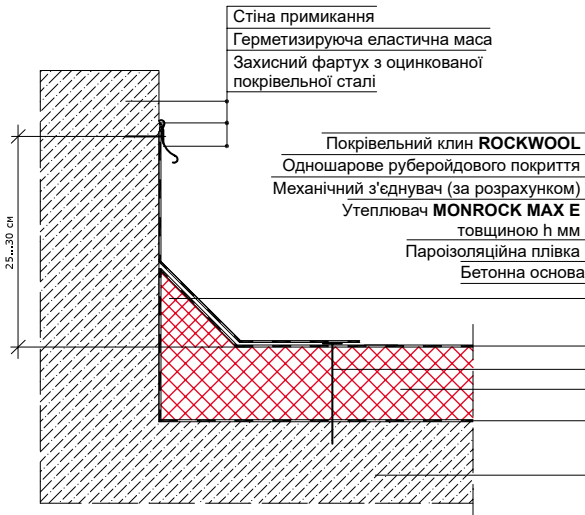 Стіна примикання
Герметизируюча еластична маса
Захисний фартух з оцинкованої
покрівельної сталі
Покрівельний клин ROCKWOOL
Одношарове руберойдового покриття
Механічний з'єднувач (за розрахунком)
Утеплювач MONROCK MAX E
товщиною h мм
Пароізоляційна плівка
Бетонна основа
25...30 см